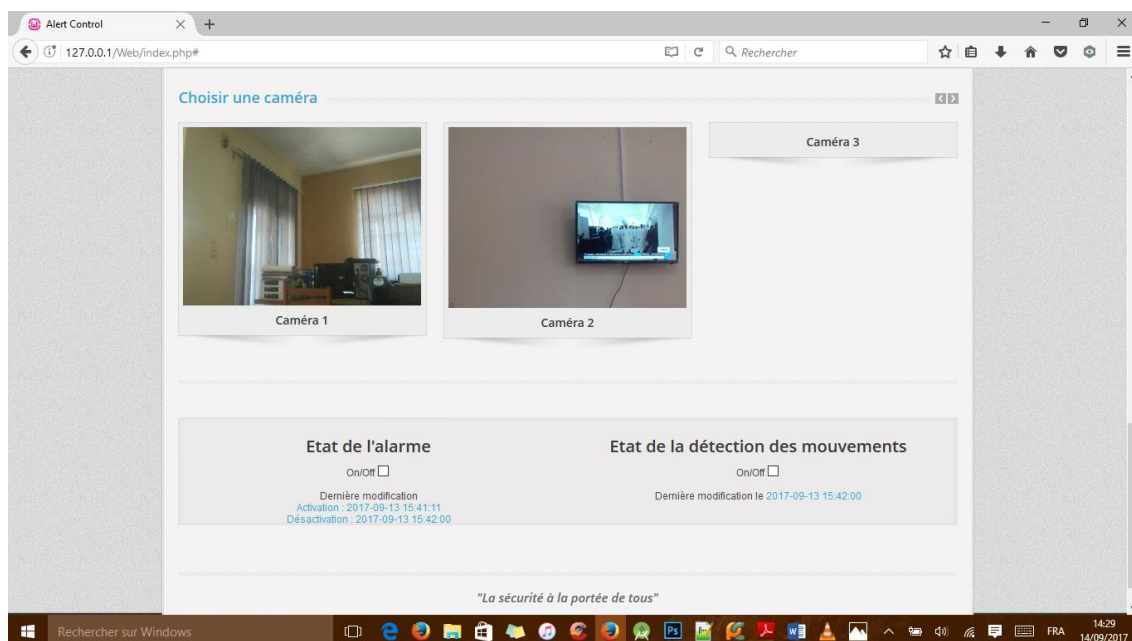 Alert Control
127.0.0.1/Web/index.php#
Rechercher
Choisir une caméra
Caméra 1
Caméra 2
Caméra 3
Etat de l'alarme
On/Off
Dernière modification
Activation : 2017-09-13 15:41:11
Désactivation : 2017-09-13 15:42:00
Etat de la détection des mouvements
On/Off
Dernière modification le 2017-09-13 15:42:00
"La sécurité à la portée de tous"
Rechercher sur Windows
FRA
14:29
14/09/2017